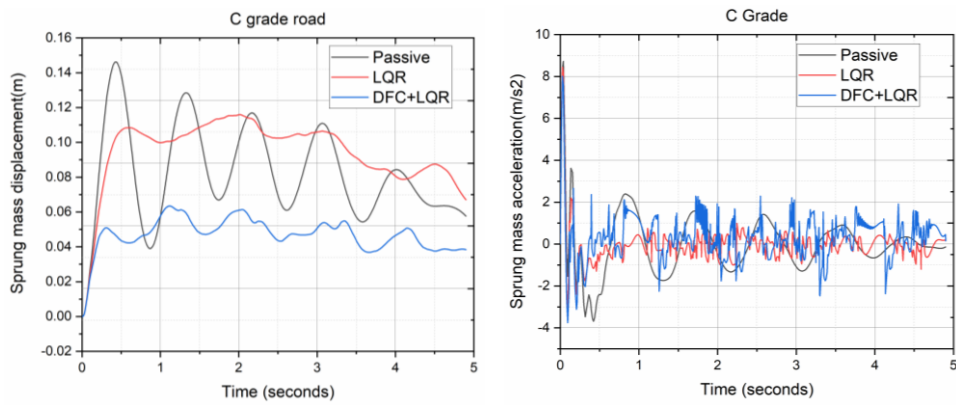 C grade road
Sprung mass displacement(m)
0.16
0.14
0.12
0.10
0.08
0.06
0.04
0.02
0.00
-0.02
Passive
LQR
DFC+LQR
0 1 2 3 4 5
Time (seconds)
C Grade
Sprung mass acceleration(m/s2)
10
8
6
4
2
0
-2
-4
Passive
LQR
DFC+LQR
0 1 2 3 4 5
Time (seconds)